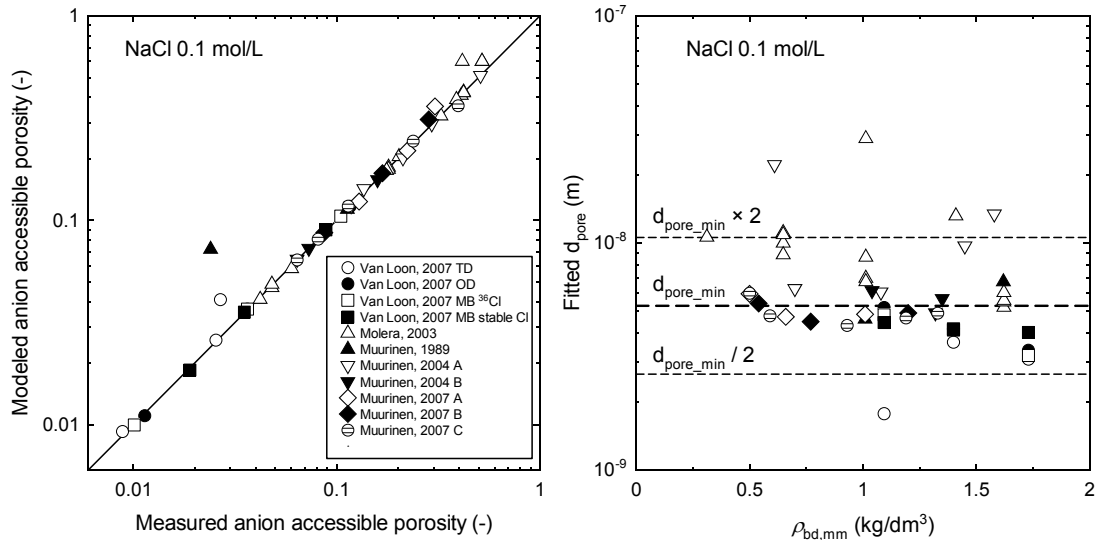 NaCl 0.1 mol/L
Modeled anion accessible porosity (-)
1
0.1
0.01
Van Loon, 2007 TD
Van Loon, 2007 OD
Van Loon, 2007 MB ³⁶Cl
Van Loon, 2007 MB stable Cl
Molera, 2003
Muurinen, 1989
Muurinen, 2004 A
Muurinen, 2004 B
Muurinen, 2007 A
Muurinen, 2007 B
Muurinen, 2007 C
0.01
0.1
1
Measured anion accessible porosity (-)
NaCl 0.1 mol/L
Fitted d_pore (m)
10⁻⁷
10⁻⁸
10⁻⁹
d_pore_min × 2
d_pore_min
d_pore_min / 2
0
0.5
1
1.5
2
ρ_bd,mm (kg/dm³)